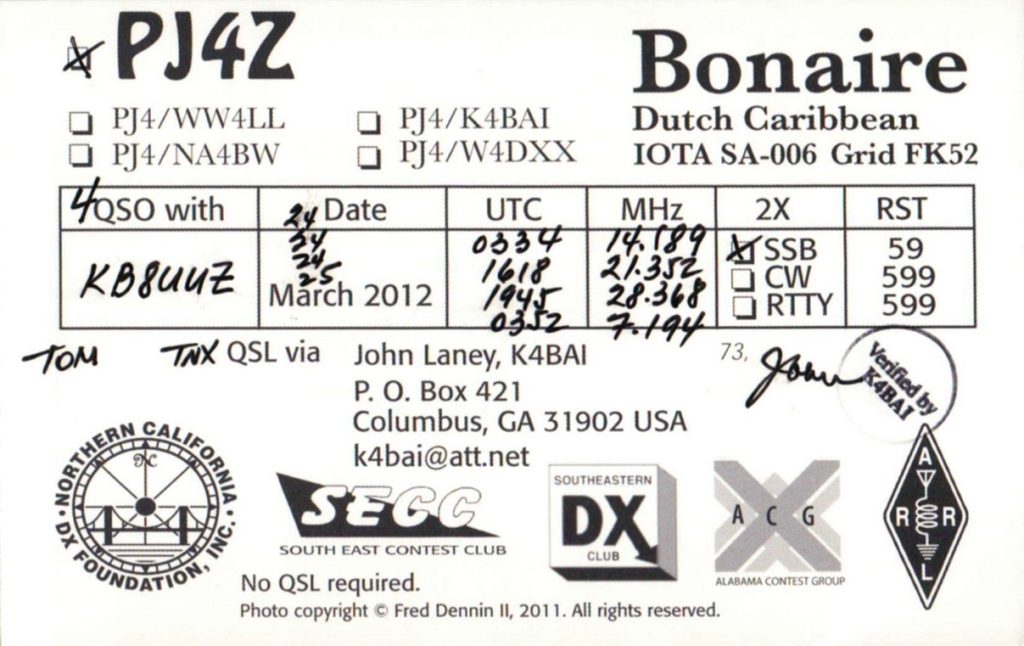 PJ4Z
Bonaire
PJ4/WW4LL PJ4/K4BAI
Dutch Caribbean
PJ4/NA4BW PJ4/W4DXX
IOTA SA-006 Grid FK52
4 QSO with Date UTC MHz 2X RST
KB8UUZ
24 0334 14.189 SSB 59
24 1618 21.352 CW 599
24 1945 28.368 RTTY 599
25 0352 7.194
March 2012
TOM TNX QSL via John Laney, K4BAI
P. O. Box 421
Columbus, GA 31902 USA
k4bai@att.net
73, John
Verified by
K4BAI
NORTHERN CALIFORNIA
DX FOUNDATION, INC.
SECC
SOUTH EAST CONTEST CLUB
SOUTHEASTERN
DX
CLUB
A C G
ALABAMA CONTEST GROUP
A
R R
L
No QSL required.
Photo copyright © Fred Dennin II, 2011. All rights reserved.